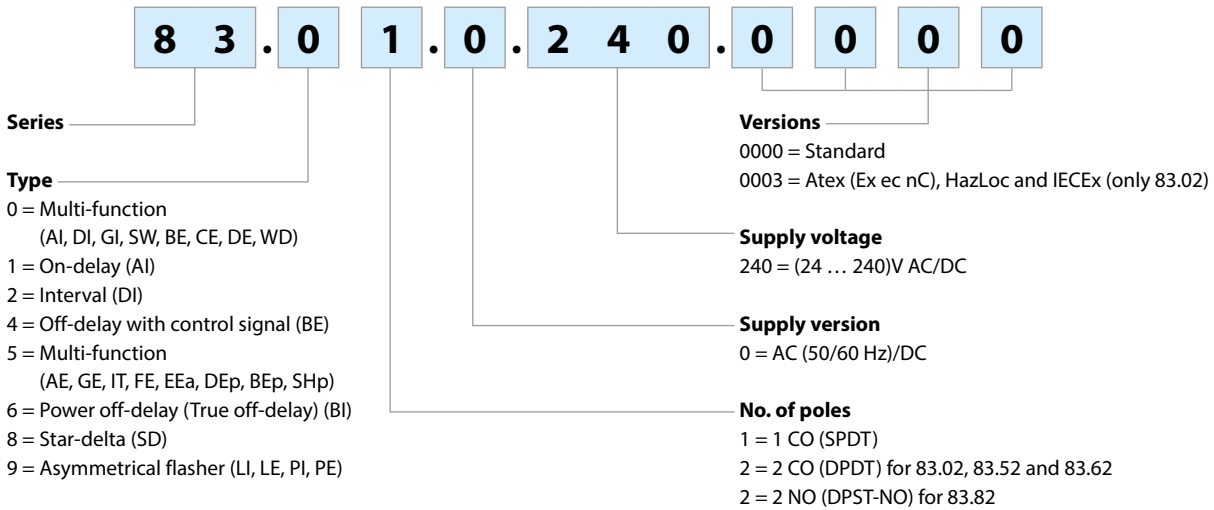 8 3 . 0 1 . 0 . 2 4 0 . 0 0 0 0
Series
Type
0 = Multi-function
(AI, DI, GI, SW, BE, CE, DE, WD)
1 = On-delay (AI)
2 = Interval (DI)
4 = Off-delay with control signal (BE)
5 = Multi-function
(AE, GE, IT, FE, EEa, DEp, BEp, SHp)
6 = Power off-delay (True off-delay) (BI)
8 = Star-delta (SD)
9 = Asymmetrical flasher (LI, LE, PI, PE)
Versions
0000 = Standard
0003 = Atex (Ex ec nC), HazLoc and IECEx (only 83.02)
Supply voltage
240 = (24 … 240)V AC/DC
Supply version
0 = AC (50/60 Hz)/DC
No. of poles
1 = 1 CO (SPDT)
2 = 2 CO (DPDT) for 83.02, 83.52 and 83.62
2 = 2 NO (DPST-NO) for 83.82